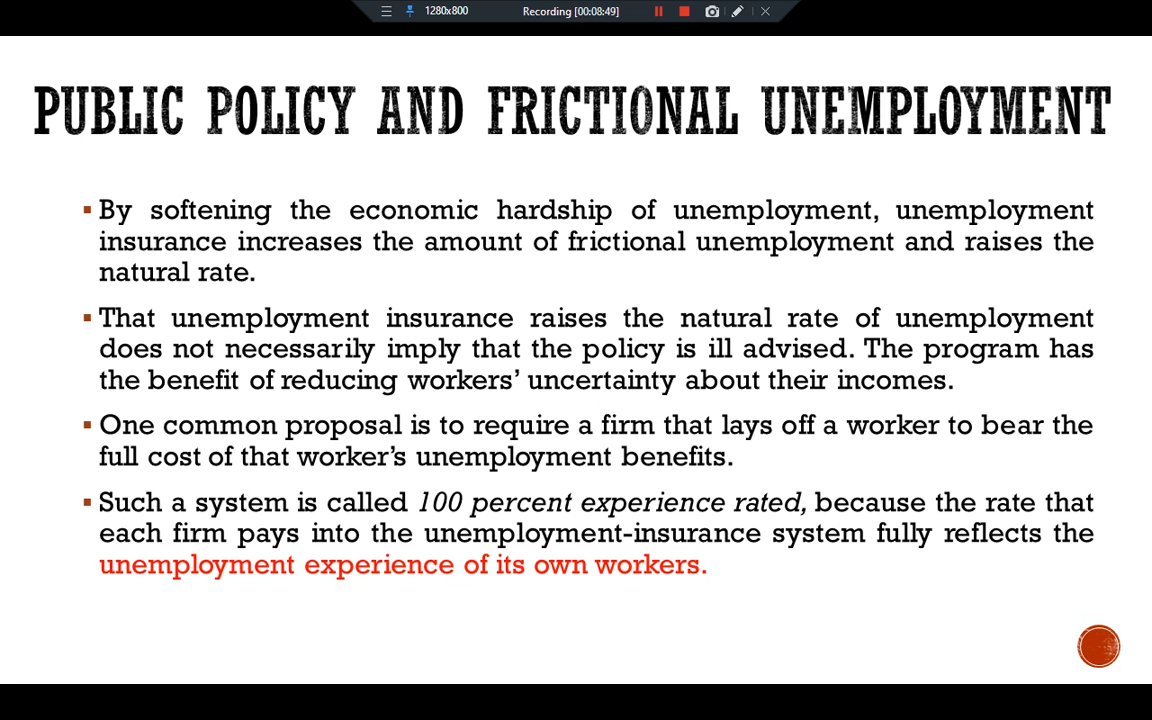 1280x800 Recording [00:08:49]
PUBLIC POLICY AND FRICTIONAL UNEMPLOYMENT
▪ By softening the economic hardship of unemployment, unemployment
insurance increases the amount of frictional unemployment and raises the
natural rate.
▪ That unemployment insurance raises the natural rate of unemployment
does not necessarily imply that the policy is ill advised. The program has
the benefit of reducing workers’ uncertainty about their incomes.
▪ One common proposal is to require a firm that lays off a worker to bear the
full cost of that worker’s unemployment benefits.
▪ Such a system is called 100 percent experience rated, because the rate that
each firm pays into the unemployment-insurance system fully reflects the
unemployment experience of its own workers.